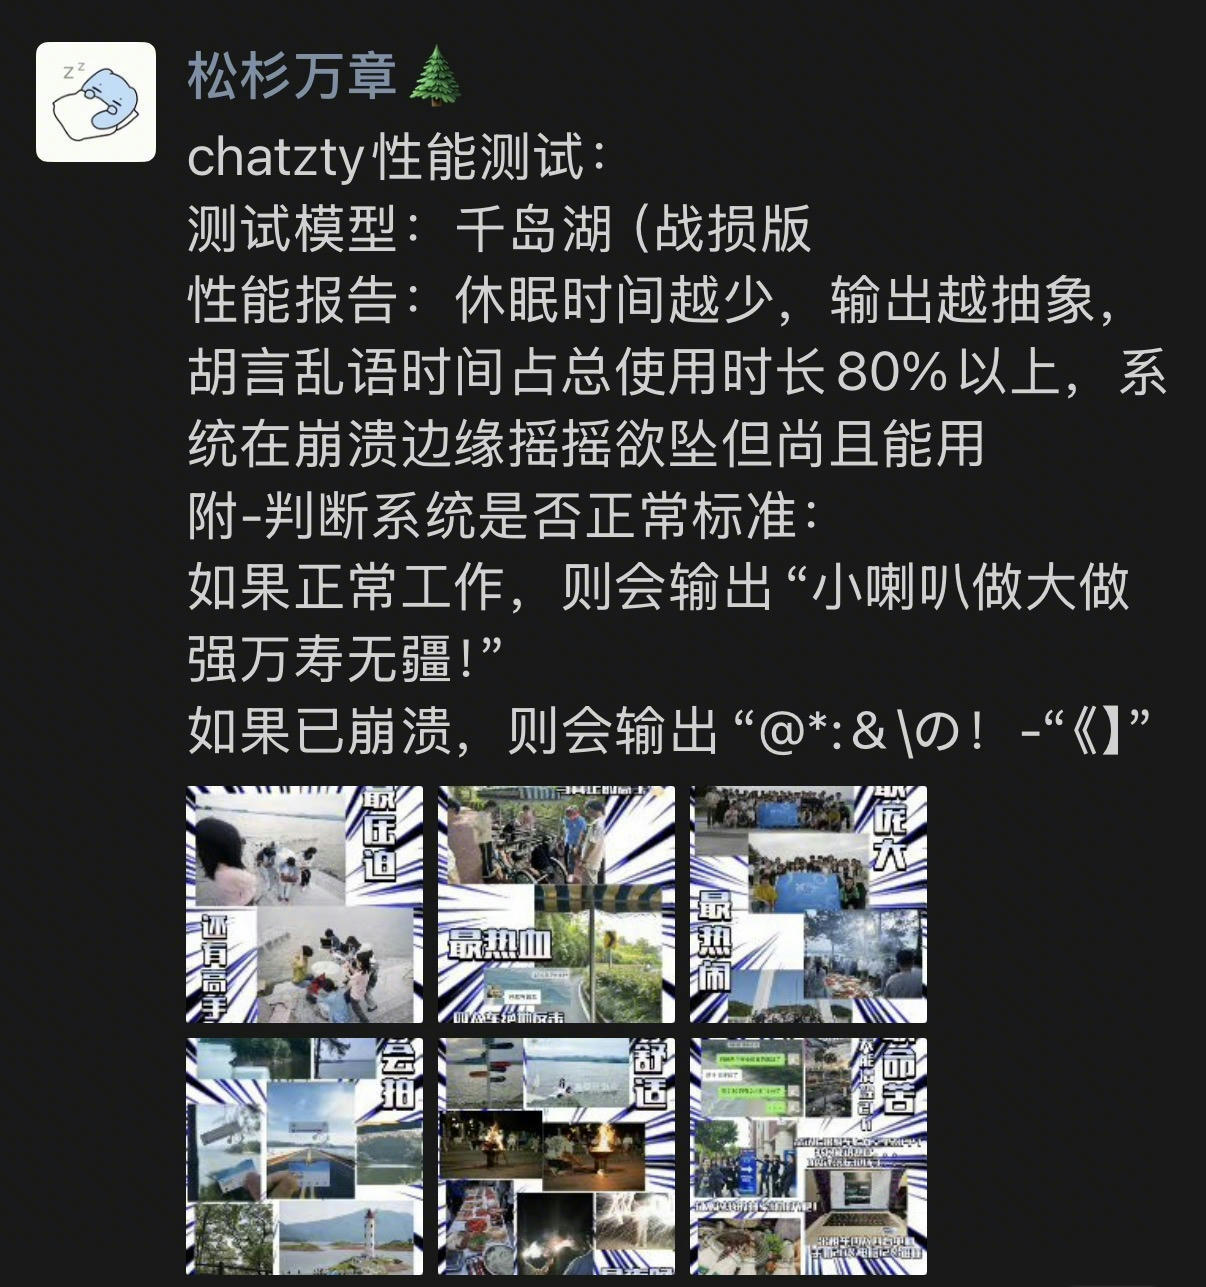 z z
松杉万章🌲
chatzty性能测试：
测试模型：千岛湖（战损版
性能报告：休眠时间越少，输出越抽象，
胡言乱语时间占总使用时长80%以上，系
统在崩溃边缘摇摇欲坠但尚且能用
附-判断系统是否正常标准：
如果正常工作，则会输出“小喇叭做大做
强万寿无疆！”
如果已崩溃，则会输出“@*:&\の！-“《】”
最压迫
还有高手
最热血
最庞大
最热闹
会拍
舒适
命苦